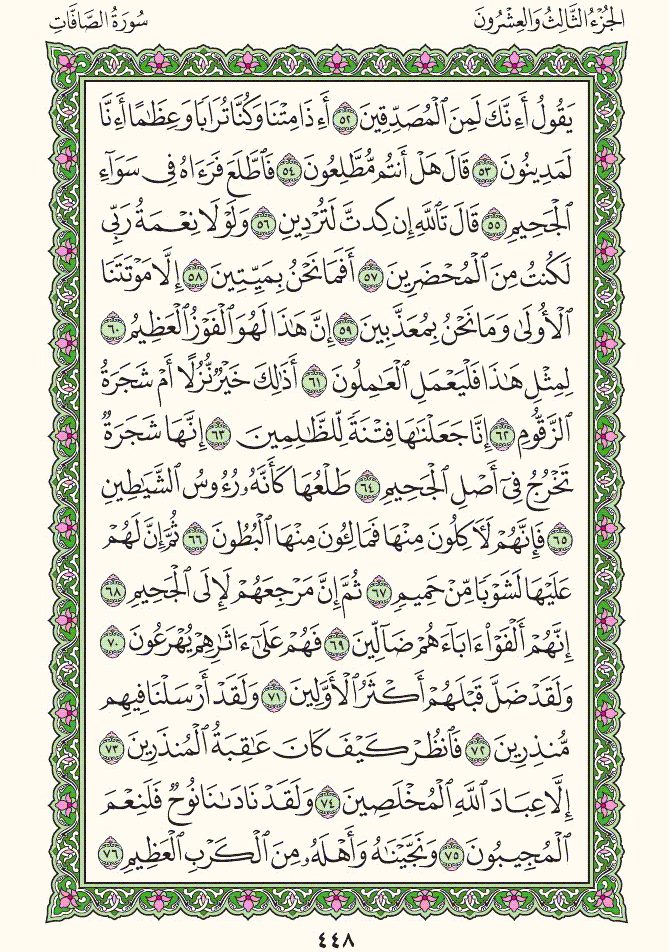 الجُزْءُ الثَّالِثُ وَالعِشْرُونَ
سُورَةُ الصَّافَّاتِ
يَقُولُ أَءِنَّكَ لَمِنَ ٱلْمُصَدِّقِينَ ٥٢ أَءِذَا مِتْنَا وَكُنَّا تُرَابًا وَعِظَٰمًا أَءِنَّا
لَمَدِينُونَ ٥٣ قَالَ هَلْ أَنتُم مُّطَّلِعُونَ ٥٤ فَٱطَّلَعَ فَرَءَاهُ فِى سَوَآءِ
ٱلْجَحِيمِ ٥٥ قَالَ تَٱللَّهِ إِن كِدتَّ لَتُرْدِينِ ٥٦ وَلَوْلَا نِعْمَةُ رَبِّى
لَكُنتُ مِنَ ٱلْمُحْضَرِينَ ٥٧ أَفَمَا نَحْنُ بِمَيِّتِينَ ٥٨ إِلَّا مَوْتَتَنَا
ٱلْأُولَىٰ وَمَا نَحْنُ بِمُعَذَّبِينَ ٥٩ إِنَّ هَٰذَا لَهُوَ ٱلْفَوْزُ ٱلْعَظِيمُ ٦٠
لِمِثْلِ هَٰذَا فَلْيَعْمَلِ ٱلْعَٰمِلُونَ ٦١ أَذَٰلِكَ خَيْرٌ نُّزُلًا أَمْ شَجَرَةُ
ٱلزَّقُّومِ ٦٢ إِنَّا جَعَلْنَٰهَا فِتْنَةً لِّلظَّٰلِمِينَ ٦٣ إِنَّهَا شَجَرَةٌ
تَخْرُجُ فِىٓ أَصْلِ ٱلْجَحِيمِ ٦٤ طَلْعُهَا كَأَنَّهُۥ رُءُوسُ ٱلشَّيَٰطِينِ
٦٥ فَإِنَّهُمْ لَءَاكِلُونَ مِنْهَا فَمَالِـُٔونَ مِنْهَا ٱلْبُطُونَ ٦٦ ثُمَّ إِنَّ لَهُمْ
عَلَيْهَا لَشَوْبًا مِّنْ حَمِيمٍ ٦٧ ثُمَّ إِنَّ مَرْجِعَهُمْ لَإِلَى ٱلْجَحِيمِ ٦٨
إِنَّهُمْ أَلْفَوْا۟ ءَابَآءَهُمْ ضَآلِّينَ ٦٩ فَهُمْ عَلَىٰٓ ءَاثَٰرِهِمْ يُهْرَعُونَ ٧٠
وَلَقَدْ ضَلَّ قَبْلَهُمْ أَكْثَرُ ٱلْأَوَّلِينَ ٧١ وَلَقَدْ أَرْسَلْنَا فِيهِم
مُّنذِرِينَ ٧٢ فَٱنظُرْ كَيْفَ كَانَ عَٰقِبَةُ ٱلْمُنذَرِينَ ٧٣
إِلَّا عِبَادَ ٱللَّهِ ٱلْمُخْلَصِينَ ٧٤ وَلَقَدْ نَادَىٰنَا نُوحٌ فَلَنِعْمَ
ٱلْمُجِيبُونَ ٧٥ وَنَجَّيْنَٰهُ وَأَهْلَهُۥ مِنَ ٱلْكَرْبِ ٱلْعَظِيمِ ٧٦
٤٤٨